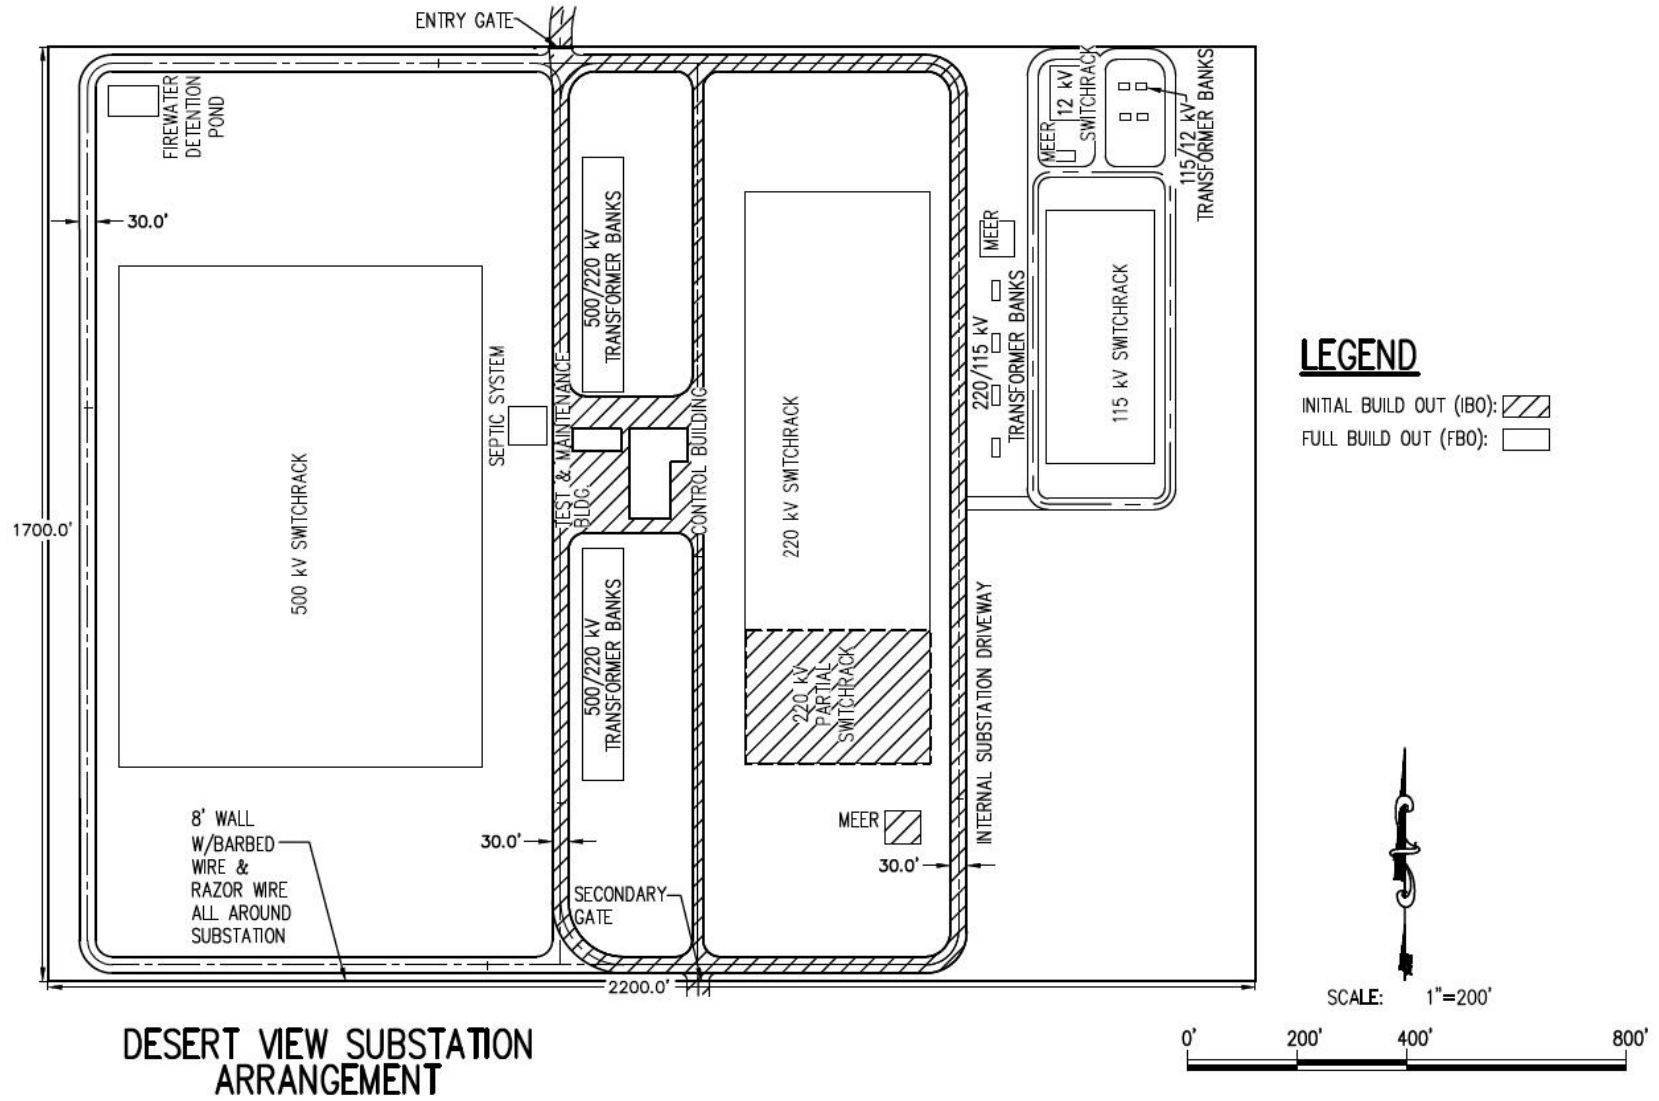 ENTRY GATE
FIREWATER
DETENTION
POND
30.0'
500 kV SWITCHRACK
1700.0'
8' WALL
W/BARBED
WIRE &
RAZOR WIRE
ALL AROUND
SUBSTATION
SEPTIC SYSTEM
TEST & MAINTENANCE
BLDG.
500/220 kV
TRANSFORMER BANKS
CONTROL BUILDING
500/220 kV
TRANSFORMER BANKS
30.0'
SECONDARY
GATE
2200.0'
220 kV SWITCHRACK
220 kV
PARTIAL
SWITCHRACK
MEER
30.0'
INTERNAL SUBSTATION DRIVEWAY
MEER
220/115 kV
TRANSFORMER BANKS
MEER
12 kV
SWITCHRACK
115/12 kV
TRANSFORMER BANKS
115 kV SWITCHRACK
LEGEND
INITIAL BUILD OUT (IBO):
FULL BUILD OUT (FBO):
SCALE: 1"=200'
0' 200' 400' 800'
DESERT VIEW SUBSTATION
ARRANGEMENT